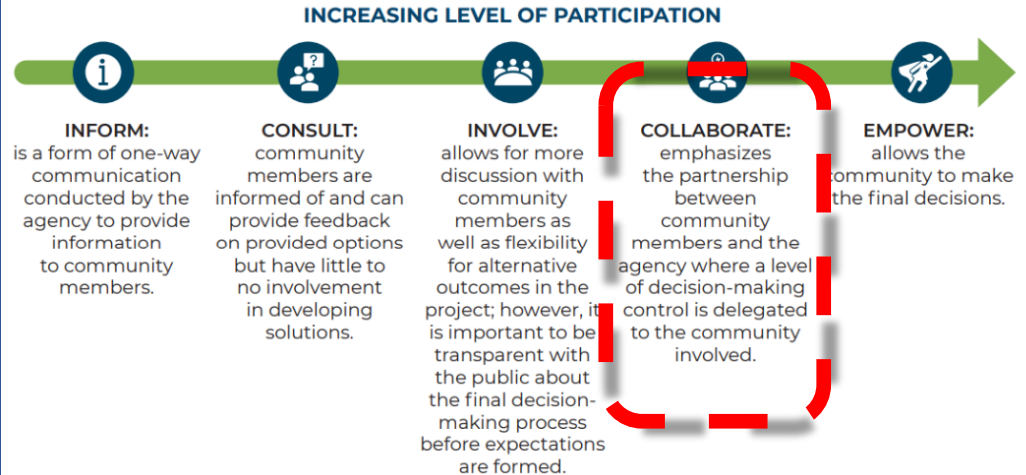 INCREASING LEVEL OF PARTICIPATION
INFORM:
is a form of one-way
communication
conducted by the
agency to provide
information
to community
members.
CONSULT:
community
members are
informed of and can
provide feedback
on provided options
but have little to
no involvement
in developing
solutions.
INVOLVE:
allows for more
discussion with
community
members as
well as flexibility
for alternative
outcomes in the
project; however, it
is important to be
transparent with
the public about
the final decision-
making process
before expectations
are formed.
COLLABORATE:
emphasizes
the partnership
between
community
members and the
agency where a level
of decision-making
control is delegated
to the community
involved.
EMPOWER:
allows the
community to make
the final decisions.